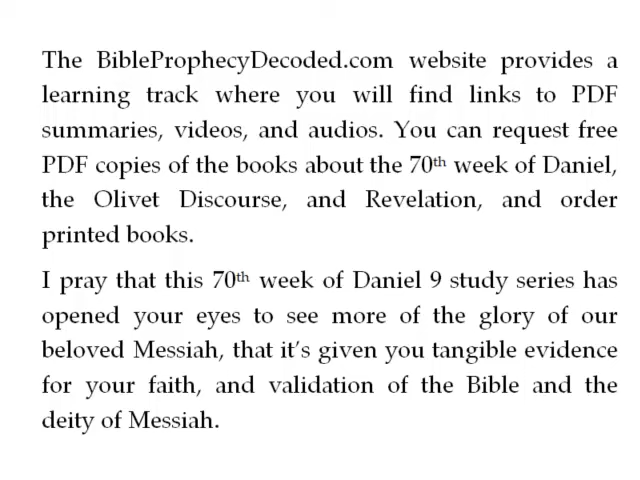 The BibleProphecyDecoded.com website provides a
learning track where you will find links to PDF
summaries, videos, and audios. You can request free
PDF copies of the books about the 70th week of Daniel,
the Olivet Discourse, and Revelation, and order
printed books.
I pray that this 70th week of Daniel 9 study series has
opened your eyes to see more of the glory of our
beloved Messiah, that it’s given you tangible evidence
for your faith, and validation of the Bible and the
deity of Messiah.